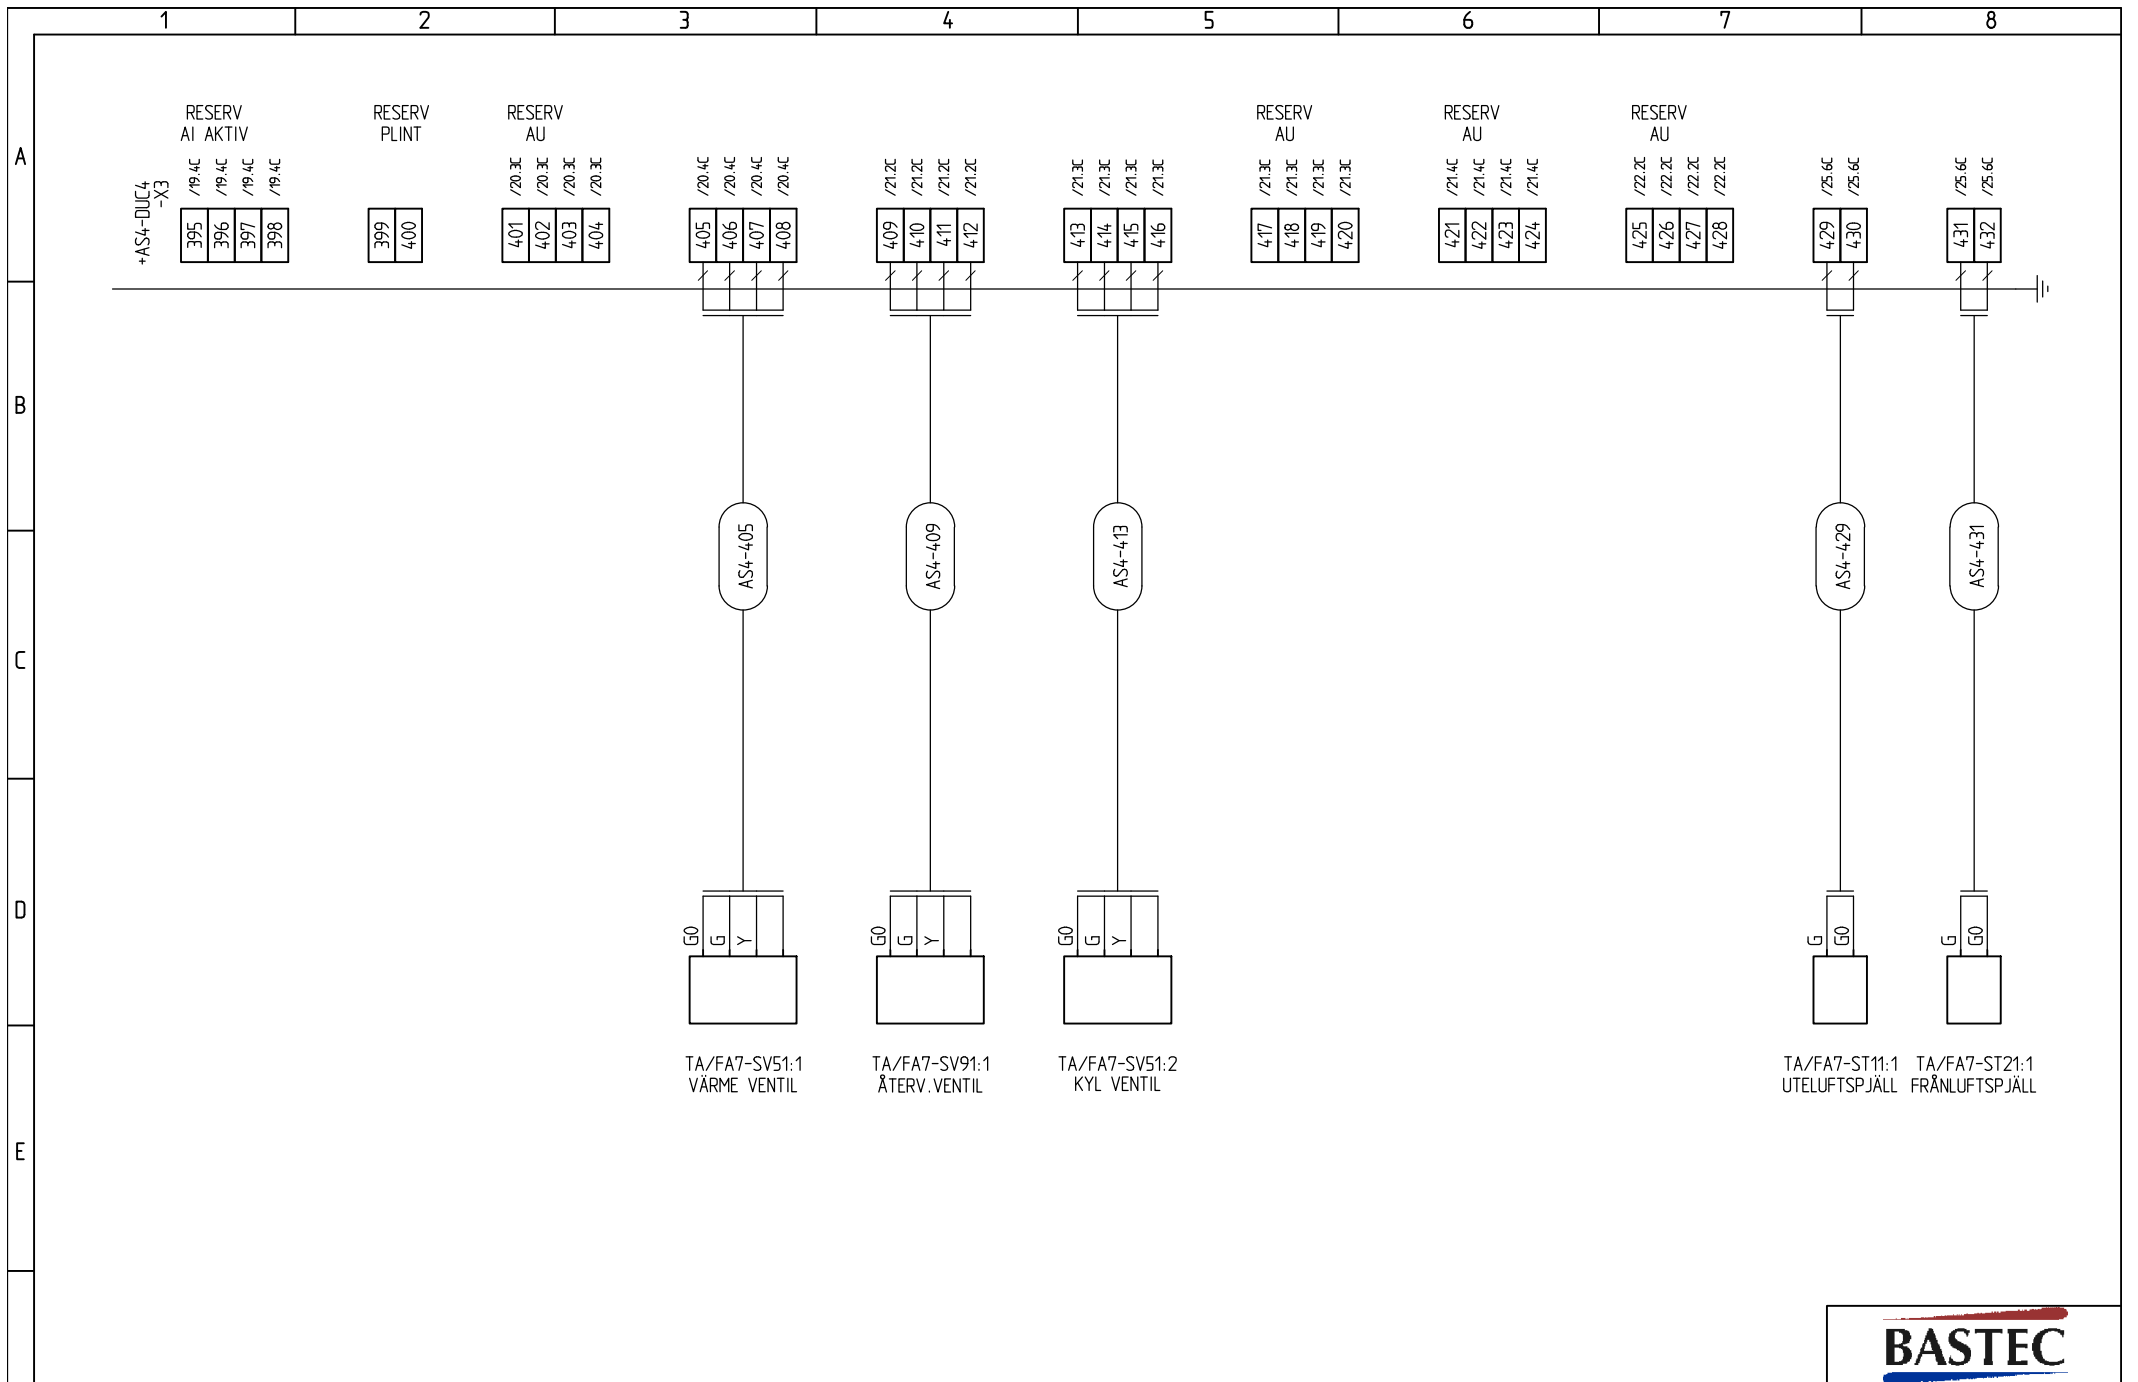 1 2 3 4 5 6 7 8
A
B
C
D
E
+AS4-DUC4
-X3
RESERV
AI AKTIV
/19.4C /19.4C /19.4C /19.4C
395 396 397 398
RESERV
PLINT
399 400
RESERV
AU
/20.3C /20.3C /20.3C /20.3C
401 402 403 404
/20.4C /20.4C /20.4C /20.4C
405 406 407 408
/21.2C /21.2C /21.2C /21.2C
409 410 411 412
/21.3C /21.3C /21.3C /21.3C
413 414 415 416
RESERV
AU
/21.3C /21.3C /21.3C /21.3C
417 418 419 420
RESERV
AU
/21.4C /21.4C /21.4C /21.4C
421 422 423 424
RESERV
AU
/22.2C /22.2C /22.2C /22.2C
425 426 427 428
/25.6C /25.6C
429 430
/25.6C /25.6C
431 432
AS4-405
AS4-409
AS4-413
AS4-429
AS4-431
G0 G Y
G0 G Y
G0 G Y
G G0
G G0
TA/FA7-SV51:1
VÄRME VENTIL
TA/FA7-SV91:1
ÅTERV.VENTIL
TA/FA7-SV51:2
KYL VENTIL
TA/FA7-ST11:1
UTELUFTSPJÄLL
TA/FA7-ST21:1
FRÅNLUFTSPJÄLL
BASTEC